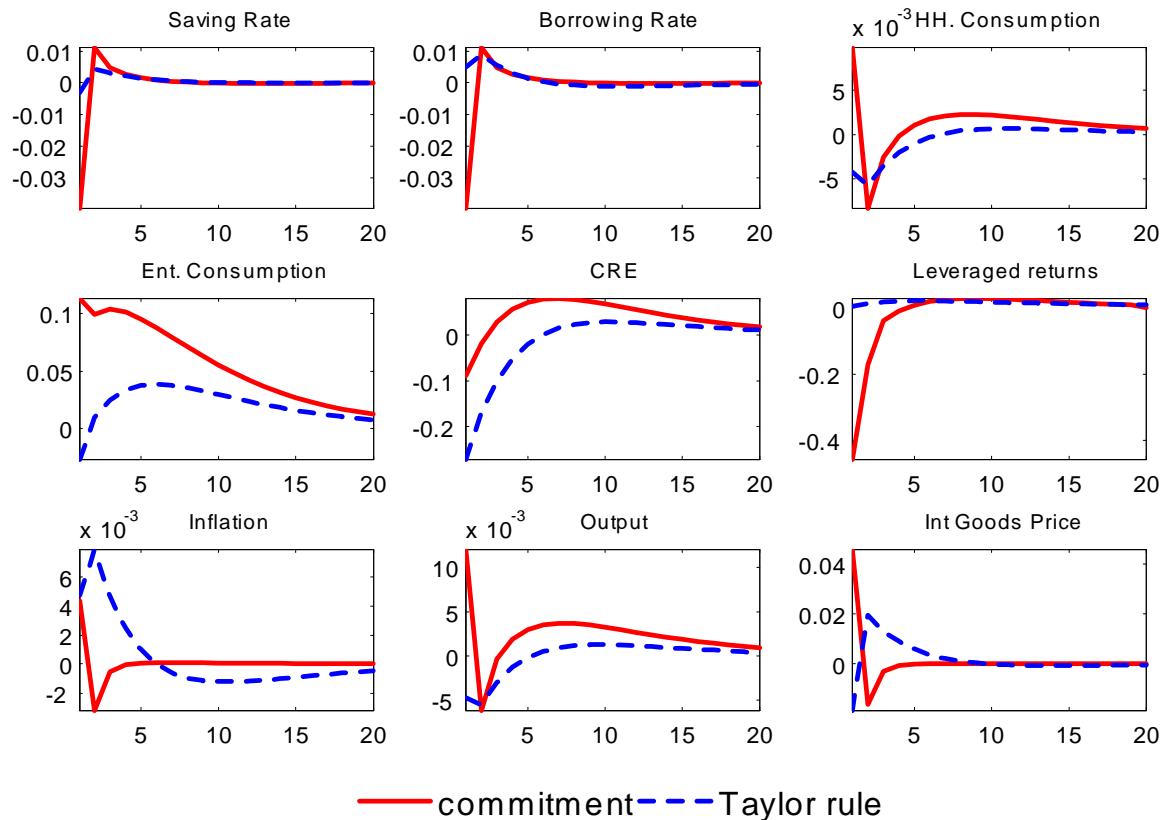 Saving Rate
0.01
0
-0.01
-0.02
-0.03
5 10 15 20
Borrowing Rate
0.01
0
-0.01
-0.02
-0.03
5 10 15 20
x 10-3 HH. Consumption
5
0
-5
5 10 15 20
Ent. Consumption
0.1
0.05
0
5 10 15 20
CRE
0
-0.1
-0.2
5 10 15 20
Leveraged returns
0
-0.2
-0.4
5 10 15 20
x 10-3 Inflation
6
4
2
0
-2
5 10 15 20
x 10-3 Output
10
5
0
-5
5 10 15 20
Int Goods Price
0.04
0.02
0
5 10 15 20
commitment Taylor rule